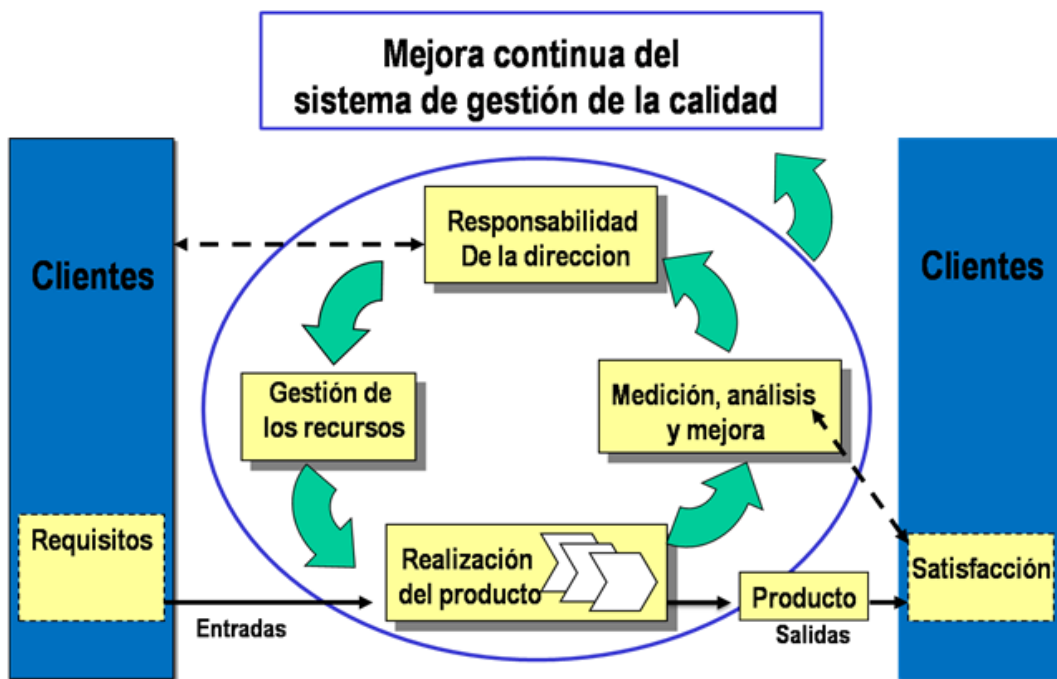 Mejora continua del
sistema de gestión de la calidad
Clientes
Requisitos
Responsabilidad
De la direccion
Gestión de
los recursos
Medición, análisis
y mejora
Realización
del producto
Entradas
Producto
Salidas
Clientes
Satisfacción